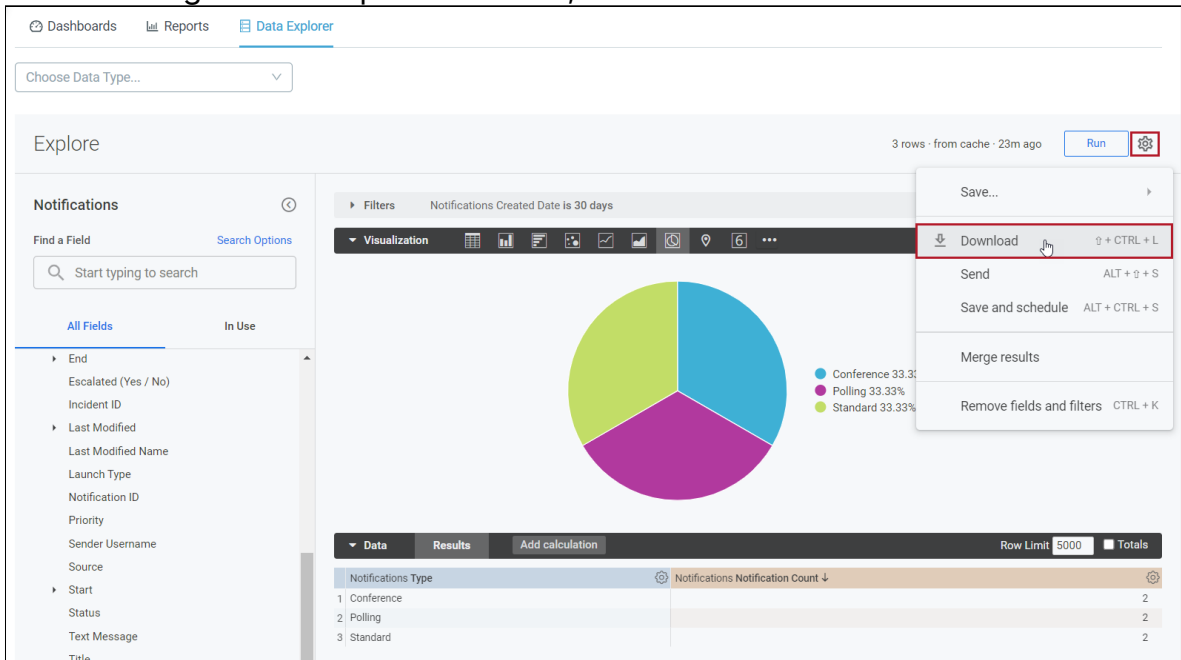 Dashboards Reports Data Explorer
Choose Data Type...
Explore
3 rows · from cache · 23m ago Run
Save...
Notifications
Filters Notifications Created Date is 30 days
Find a Field Search Options
Visualization 6 •••
Download ⇧ + CTRL + L
Start typing to search
Send ALT + ⇧ + S
Save and schedule ALT + CTRL + S
All Fields In Use
End
Merge results
Escalated (Yes / No)
Conference 33.33
Incident ID
Polling 33.33%
Standard 33.33%
Remove fields and filters CTRL + K
Last Modified
Last Modified Name
Launch Type
Notification ID
Priority
Sender Username
Data Results Add calculation Row Limit 5000 Totals
Source
Notifications Type Notifications Notification Count ↓
Start
1 Conference 2
Status
2 Polling 2
Text Message
3 Standard 2
Title